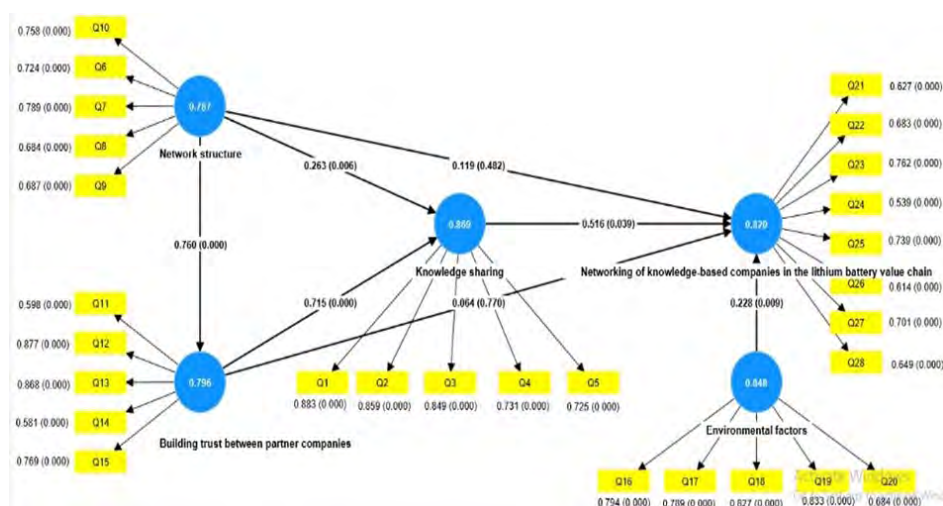 0.758 (0.000) Q10
0.724 (0.000) Q6
0.789 (0.000) Q7
0.684 (0.000) Q8
0.687 (0.000) Q9
0.787
Network structure
0.263 (0.006)
0.119 (0.482)
0.760 (0.000)
0.869
Knowledge sharing
0.516 (0.039)
0.715 (0.000)
0.064 (0.770)
Q21 0.627 (0.000)
Q22 0.683 (0.000)
Q23 0.762 (0.000)
Q24 0.539 (0.000)
Q25 0.739 (0.000)
Q26 0.614 (0.000)
Q27 0.701 (0.000)
Q28 0.649 (0.000)
0.820
Networking of knowledge-based companies in the lithium battery value chain
0.228 (0.009)
0.598 (0.000) Q11
0.877 (0.000) Q12
0.868 (0.000) Q13
0.581 (0.000) Q14
0.769 (0.000) Q15
0.796
Building trust between partner companies
Q1 Q2 Q3 Q4 Q5
0.883 (0.000) 0.859 (0.000) 0.849 (0.000) 0.731 (0.000) 0.725 (0.000)
0.848
Environmental factors
Q16 Q17 Q18 Q19 Q20
0.794 (0.000) 0.789 (0.000) 0.827 (0.000) 0.833 (0.000) 0.684 (0.000)
Activate Windows